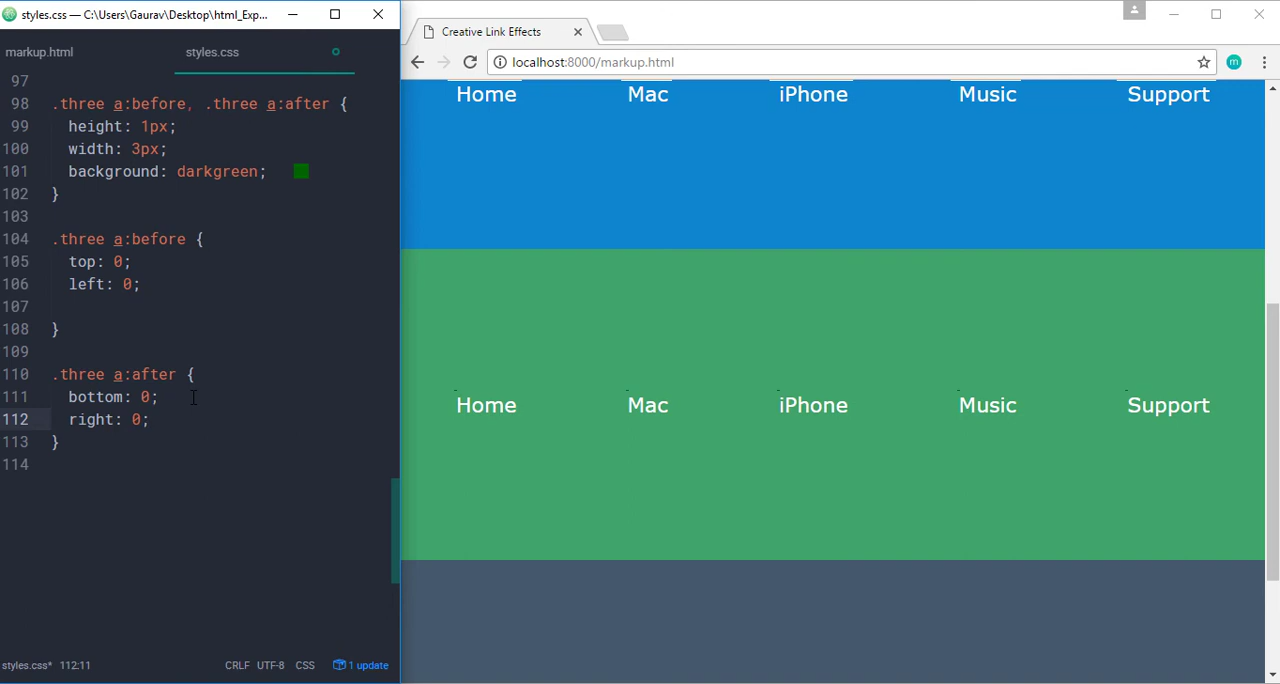 styles.css — C:\Users\Gaurav\Desktop\html_Exp...
markup.html
styles.css
97
98 .three a:before, .three a:after {
99 height: 1px;
100 width: 3px;
101 background: darkgreen;
102 }
103
104 .three a:before {
105 top: 0;
106 left: 0;
107
108 }
109
110 .three a:after {
111 bottom: 0;
112 right: 0;
113 }
114
styles.css* 112:11 CRLF UTF-8 CSS 1 update
Creative Link Effects
localhost:8000/markup.html
m
Home Mac iPhone Music Support
Home Mac iPhone Music Support